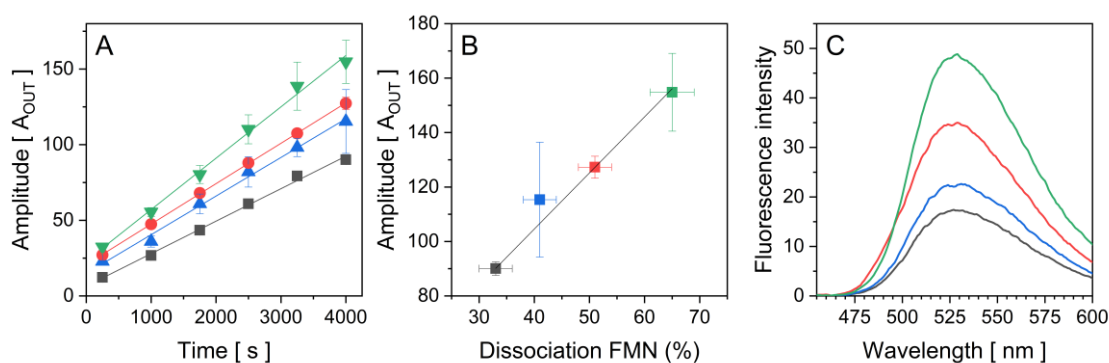 A
Amplitude [ A_OUT ]
150
100
50
0
0 1000 2000 3000 4000
Time [ s ]
B
Amplitude [ A_OUT ]
180
160
140
120
100
80
30 40 50 60 70
Dissociation FMN (%)
C
Fluorescence intensity
50
40
30
20
10
0
475 500 525 550 575 600
Wavelength [ nm ]